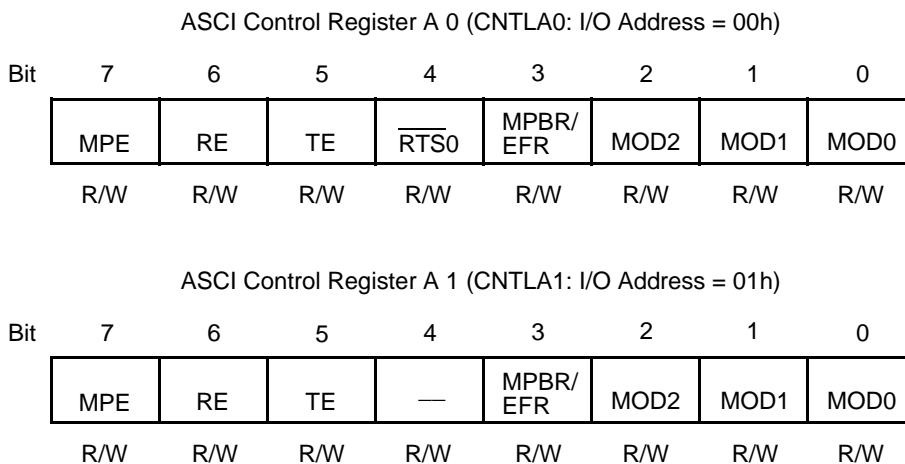 ASCI Control Register A 0 (CNTLA0: I/O Address = 00h)
Bit 7 6 5 4 3 2 1 0
MPE RE TE R̅T̅S̅0 MPBR/EFR MOD2 MOD1 MOD0
R/W R/W R/W R/W R/W R/W R/W R/W
ASCI Control Register A 1 (CNTLA1: I/O Address = 01h)
Bit 7 6 5 4 3 2 1 0
MPE RE TE — MPBR/EFR MOD2 MOD1 MOD0
R/W R/W R/W R/W R/W R/W R/W R/W